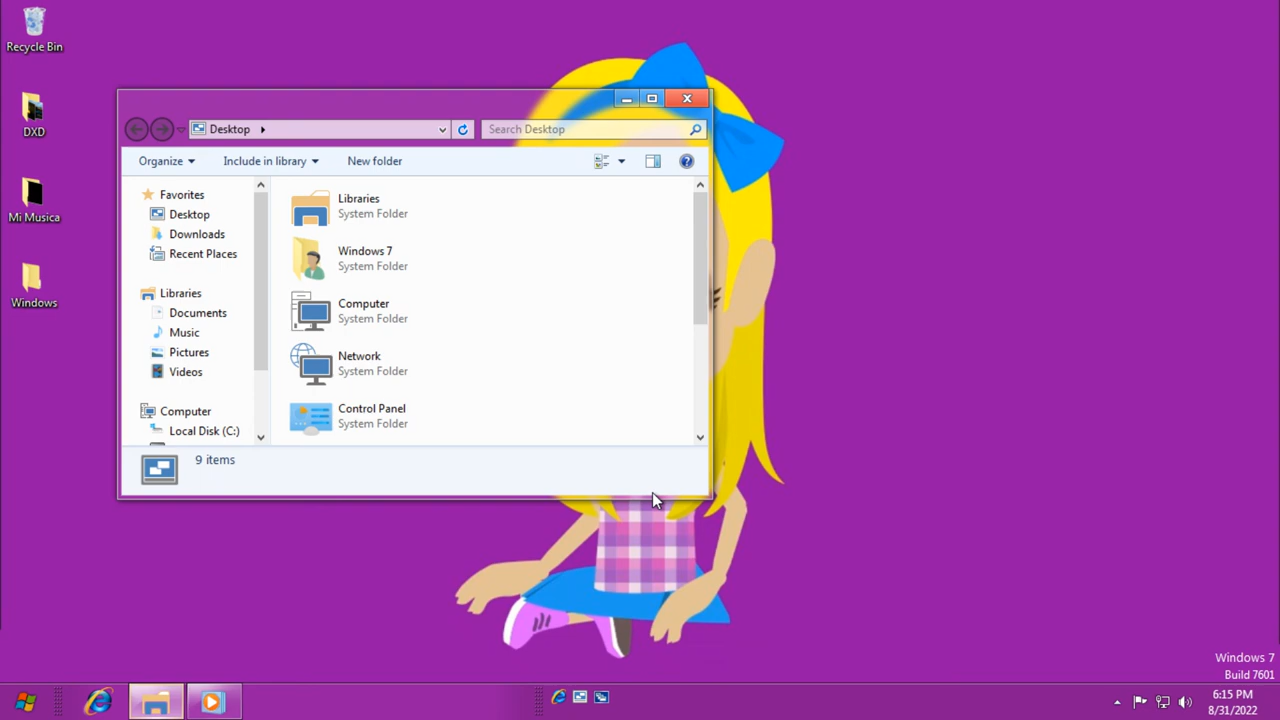 Recycle Bin
DXD
Mi Musica
Windows
Desktop
Search Desktop
Organize
Include in library
New folder
Favorites
Desktop
Downloads
Recent Places
Libraries
Documents
Music
Pictures
Videos
Computer
Local Disk (C:)
Libraries
System Folder
Windows 7
System Folder
Computer
System Folder
Network
System Folder
Control Panel
System Folder
9 items
Windows 7
Build 7601
6:15 PM
8/31/2022